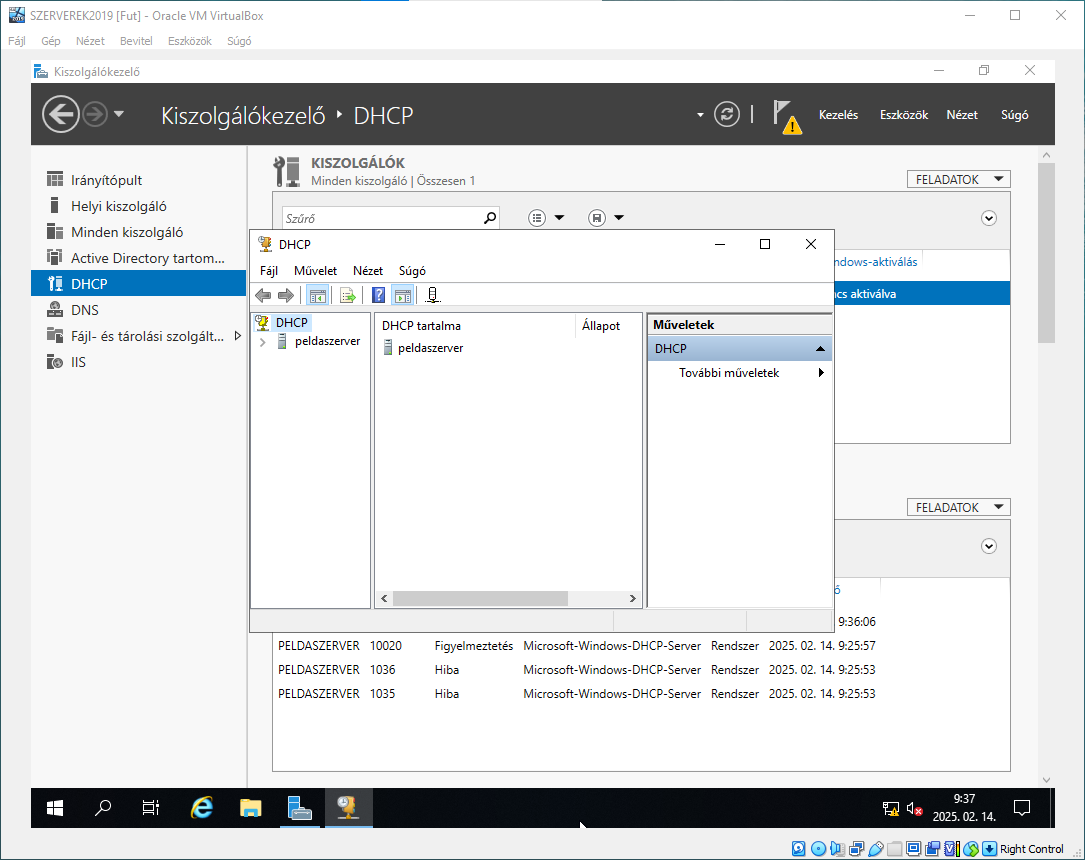 SZERVEREK2019 [Fut] - Oracle VM VirtualBox
Fájl Gép Nézet Bevitel Eszközök Súgó
Kiszolgálókezelő
Kiszolgálókezelő DHCP
Kezelés Eszközök Nézet Súgó
Irányítópult
Helyi kiszolgáló
Minden kiszolgáló
Active Directory tartom...
DHCP
DNS
Fájl- és tárolási szolgált...
IIS
KISZOLGÁLÓK
Minden kiszolgáló | Összesen 1
FELADATOK
Szűrő
ndows-aktiválás
ncs aktiválva
DHCP
Fájl Művelet Nézet Súgó
DHCP
peldaszerver
DHCP tartalma Állapot
peldaszerver
Műveletek
DHCP
További műveletek
FELADATOK
ó
9:36:06
PELDASZERVER 10020 Figyelmeztetés Microsoft-Windows-DHCP-Server Rendszer 2025. 02. 14. 9:25:57
PELDASZERVER 1036 Hiba Microsoft-Windows-DHCP-Server Rendszer 2025. 02. 14. 9:25:53
PELDASZERVER 1035 Hiba Microsoft-Windows-DHCP-Server Rendszer 2025. 02. 14. 9:25:53
9:37
2025. 02. 14.
Right Control